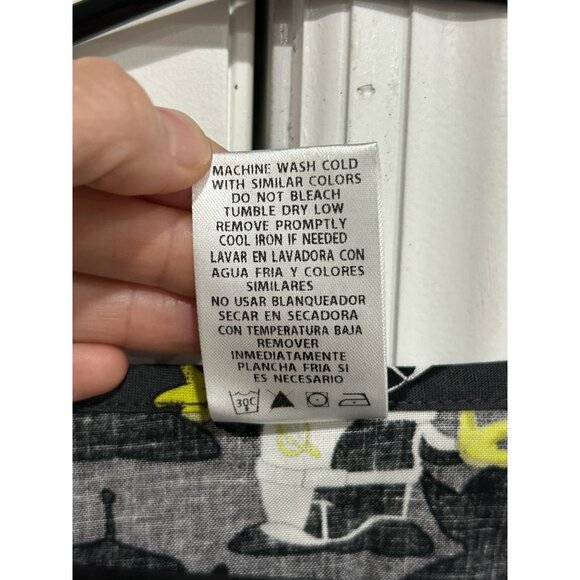 MACHINE WASH COLD
WITH SIMILAR COLORS
DO NOT BLEACH
TUMBLE DRY LOW
REMOVE PROMPTLY
COOL IRON IF NEEDED
LAVAR EN LAVADORA CON
AGUA FRIA Y COLORES
SIMILARES
NO USAR BLANQUEADOR
SECAR EN SECADORA
CON TEMPERATURA BAJA
REMOVER
INMEDIATAMENTE
PLANCHA FRIA SI
ES NECESARIO
30C